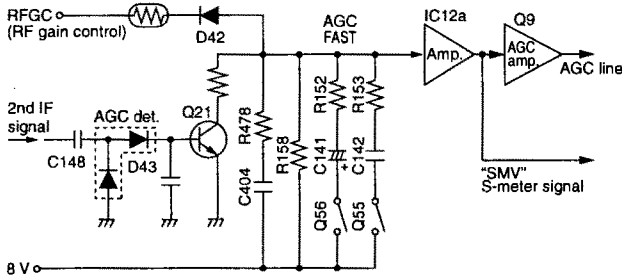 RFGC
(RF gain control)
D42
AGC
FAST
IC12a
Amp.
Q9
AGC
amp.
AGC line
2nd IF
signal
AGC det.
Q21
C148
D43
R478
C404
R158
R152
C141
+
Q56
R153
C142
Q55
"SMV"
S-meter signal
8 V